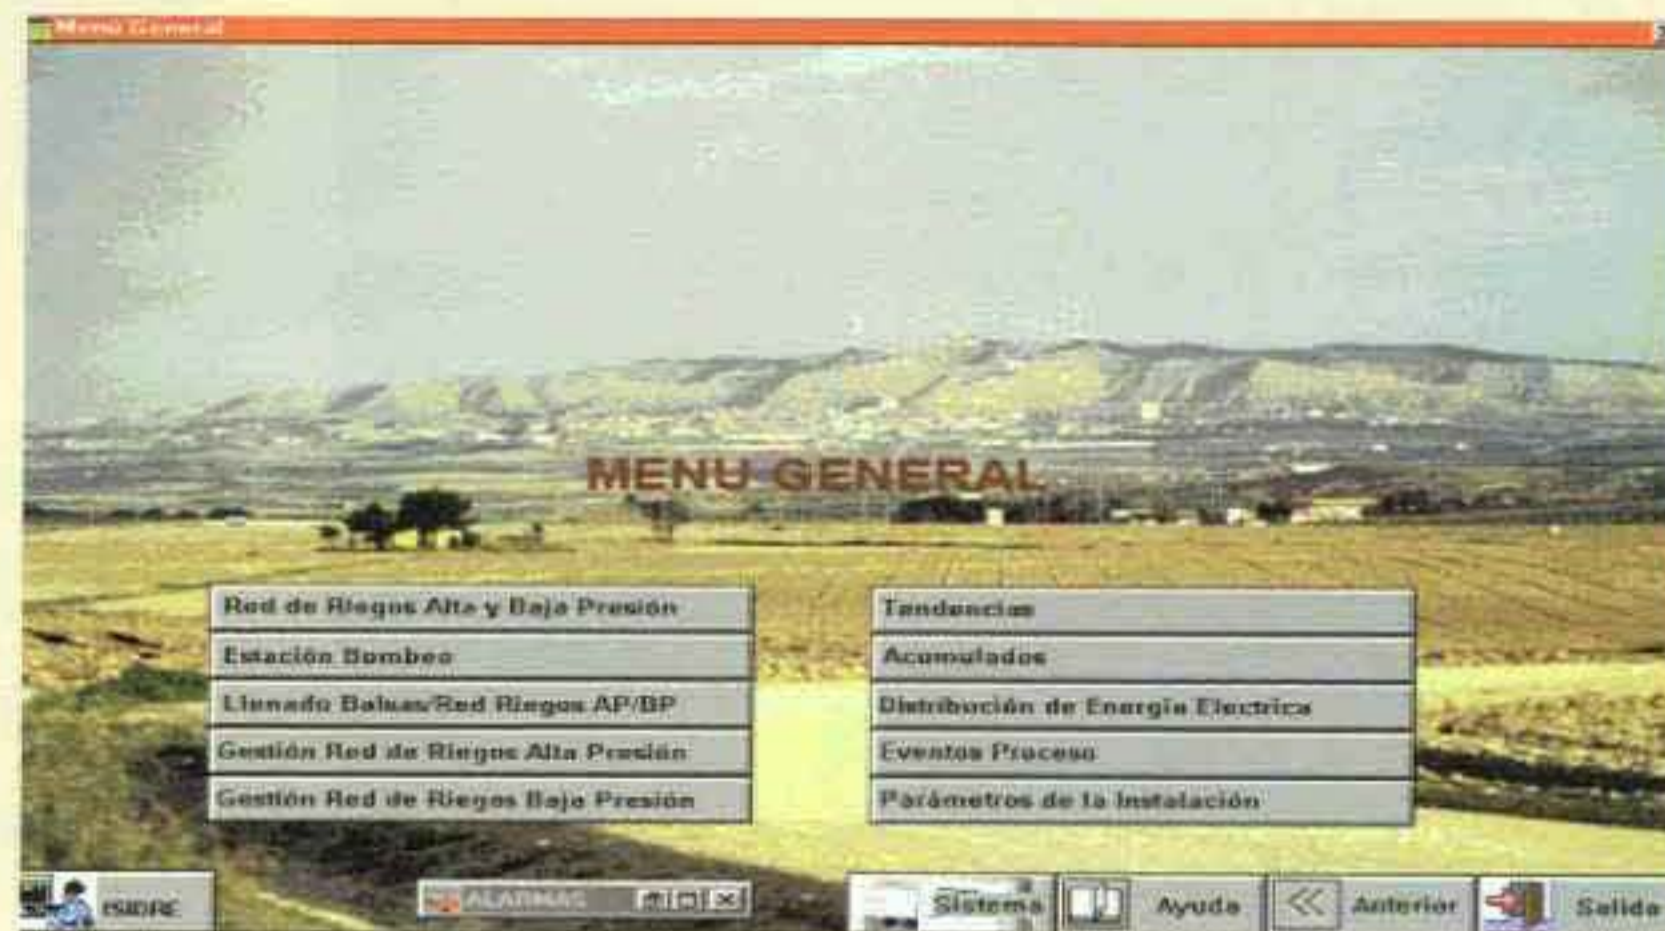 Menú General
MENU GENERAL
Red de Riegos Alta y Baja Presión
Estación Bombeo
Llenado Balsas/Red Riegos AP/BP
Gestión Red de Riegos Alta Presión
Gestión Red de Riegos Baja Presión
Tendencias
Acumulados
Distribución de Energía Electrica
Eventos Proceso
Parámetros de la Instalación
ISIDRE
ALARMAS
Sistema
Ayuda
Anterior
Salida